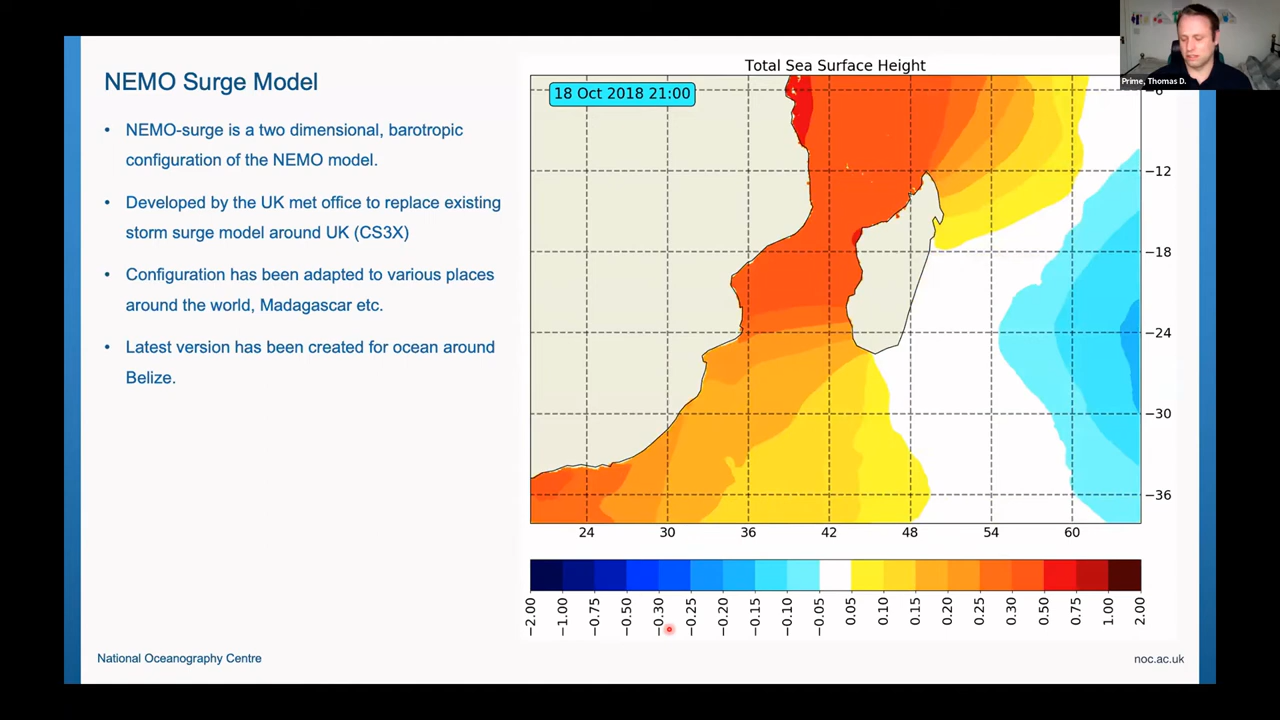 Prime, Thomas D.
NEMO Surge Model
• NEMO-surge is a two dimensional, barotropic
configuration of the NEMO model.
• Developed by the UK met office to replace existing
storm surge model around UK (CS3X)
• Configuration has been adapted to various places
around the world, Madagascar etc.
• Latest version has been created for ocean around
Belize.
Total Sea Surface Height
18 Oct 2018 21:00
−6
−12
−18
−24
−30
−36
24 30 36 42 48 54 60
−2.00 −1.00 −0.75 −0.50 −0.30 −0.25 −0.20 −0.15 −0.10 −0.05 0.05 0.10 0.15 0.20 0.25 0.30 0.50 0.75 1.00 2.00
National Oceanography Centre
noc.ac.uk